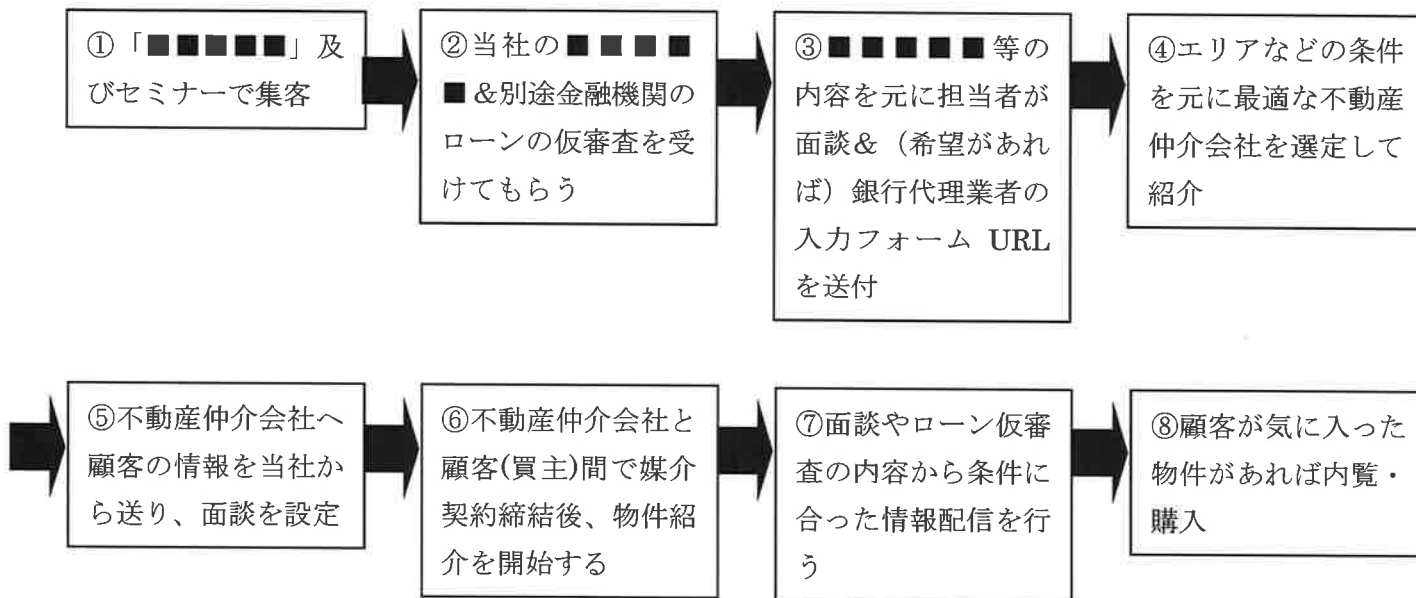 ①「■■■■■」及
びセミナーで集客
②当社の■■■■
■&別途金融機関の
ローンの仮審査を受
けてもらう
③■■■■■等の
内容を元に担当者が
面談&(希望があれ
ば)銀行代理業者の
入力フォーム URL
を送付
④エリアなどの条件
を元に最適な不動産
仲介会社を選定して
紹介
⑤不動産仲介会社へ
顧客の情報を当社か
ら送り、面談を設定
⑥不動産仲介会社と
顧客(買主)間で媒介
契約締結後、物件紹
介を開始する
⑦面談やローン仮審
査の内容から条件に
合った情報配信を行
う
⑧顧客が気に入った
物件があれば内覧・
購入